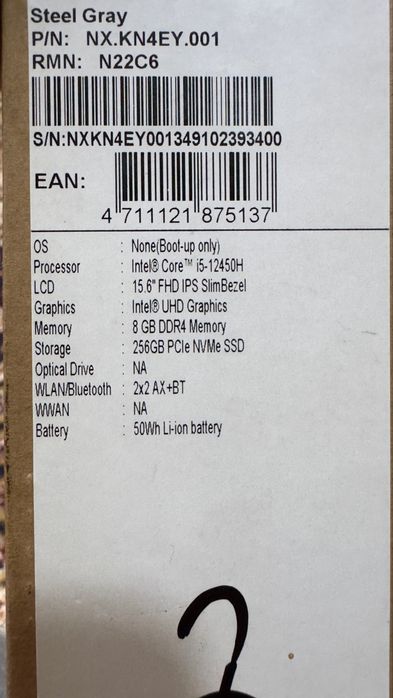 Steel Gray
P/N: NX.KN4EY.001
RMN: N22C6
S/N:NXKN4EY001349102393400
EAN:
4 711121 875137
OS : None(Boot-up only)
Processor : Intel® Core™ i5-12450H
LCD : 15.6" FHD IPS SlimBezel
Graphics : Intel® UHD Graphics
Memory : 8 GB DDR4 Memory
Storage : 256GB PCIe NVMe SSD
Optical Drive : NA
WLAN/Bluetooth : 2x2 AX+BT
WWAN : NA
Battery : 50Wh Li-ion battery